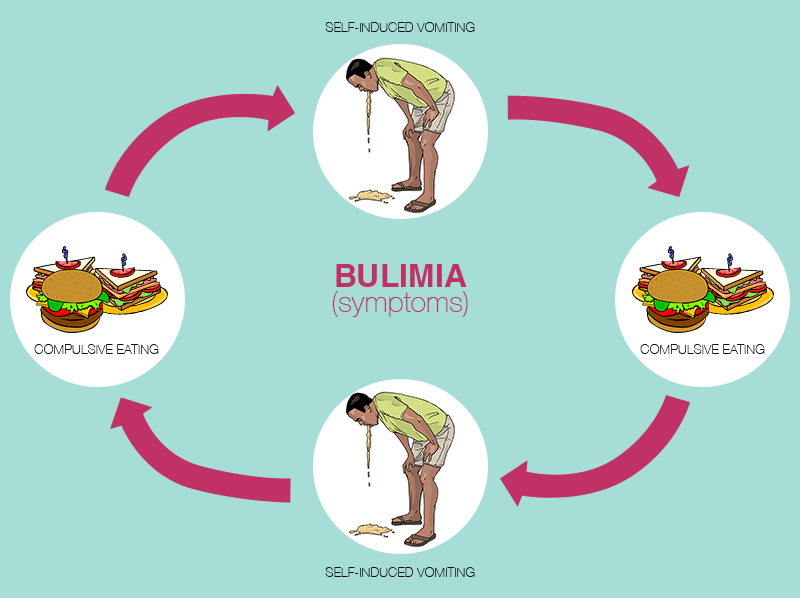 SELF-INDUCED VOMITING
BULIMIA
(symptoms)
COMPULSIVE EATING
COMPULSIVE EATING
SELF-INDUCED VOMITING